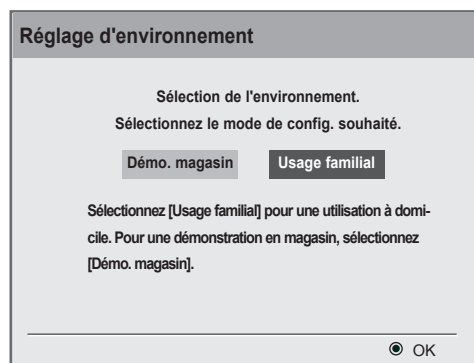 Réglage d'environnement
Sélection de l'environnement.
Sélectionnez le mode de config. souhaité.
Démo. magasin Usage familial
Sélectionnez [Usage familial] pour une utilisation à domi-
cile. Pour une démonstration en magasin, sélectionnez
[Démo. magasin].
OK